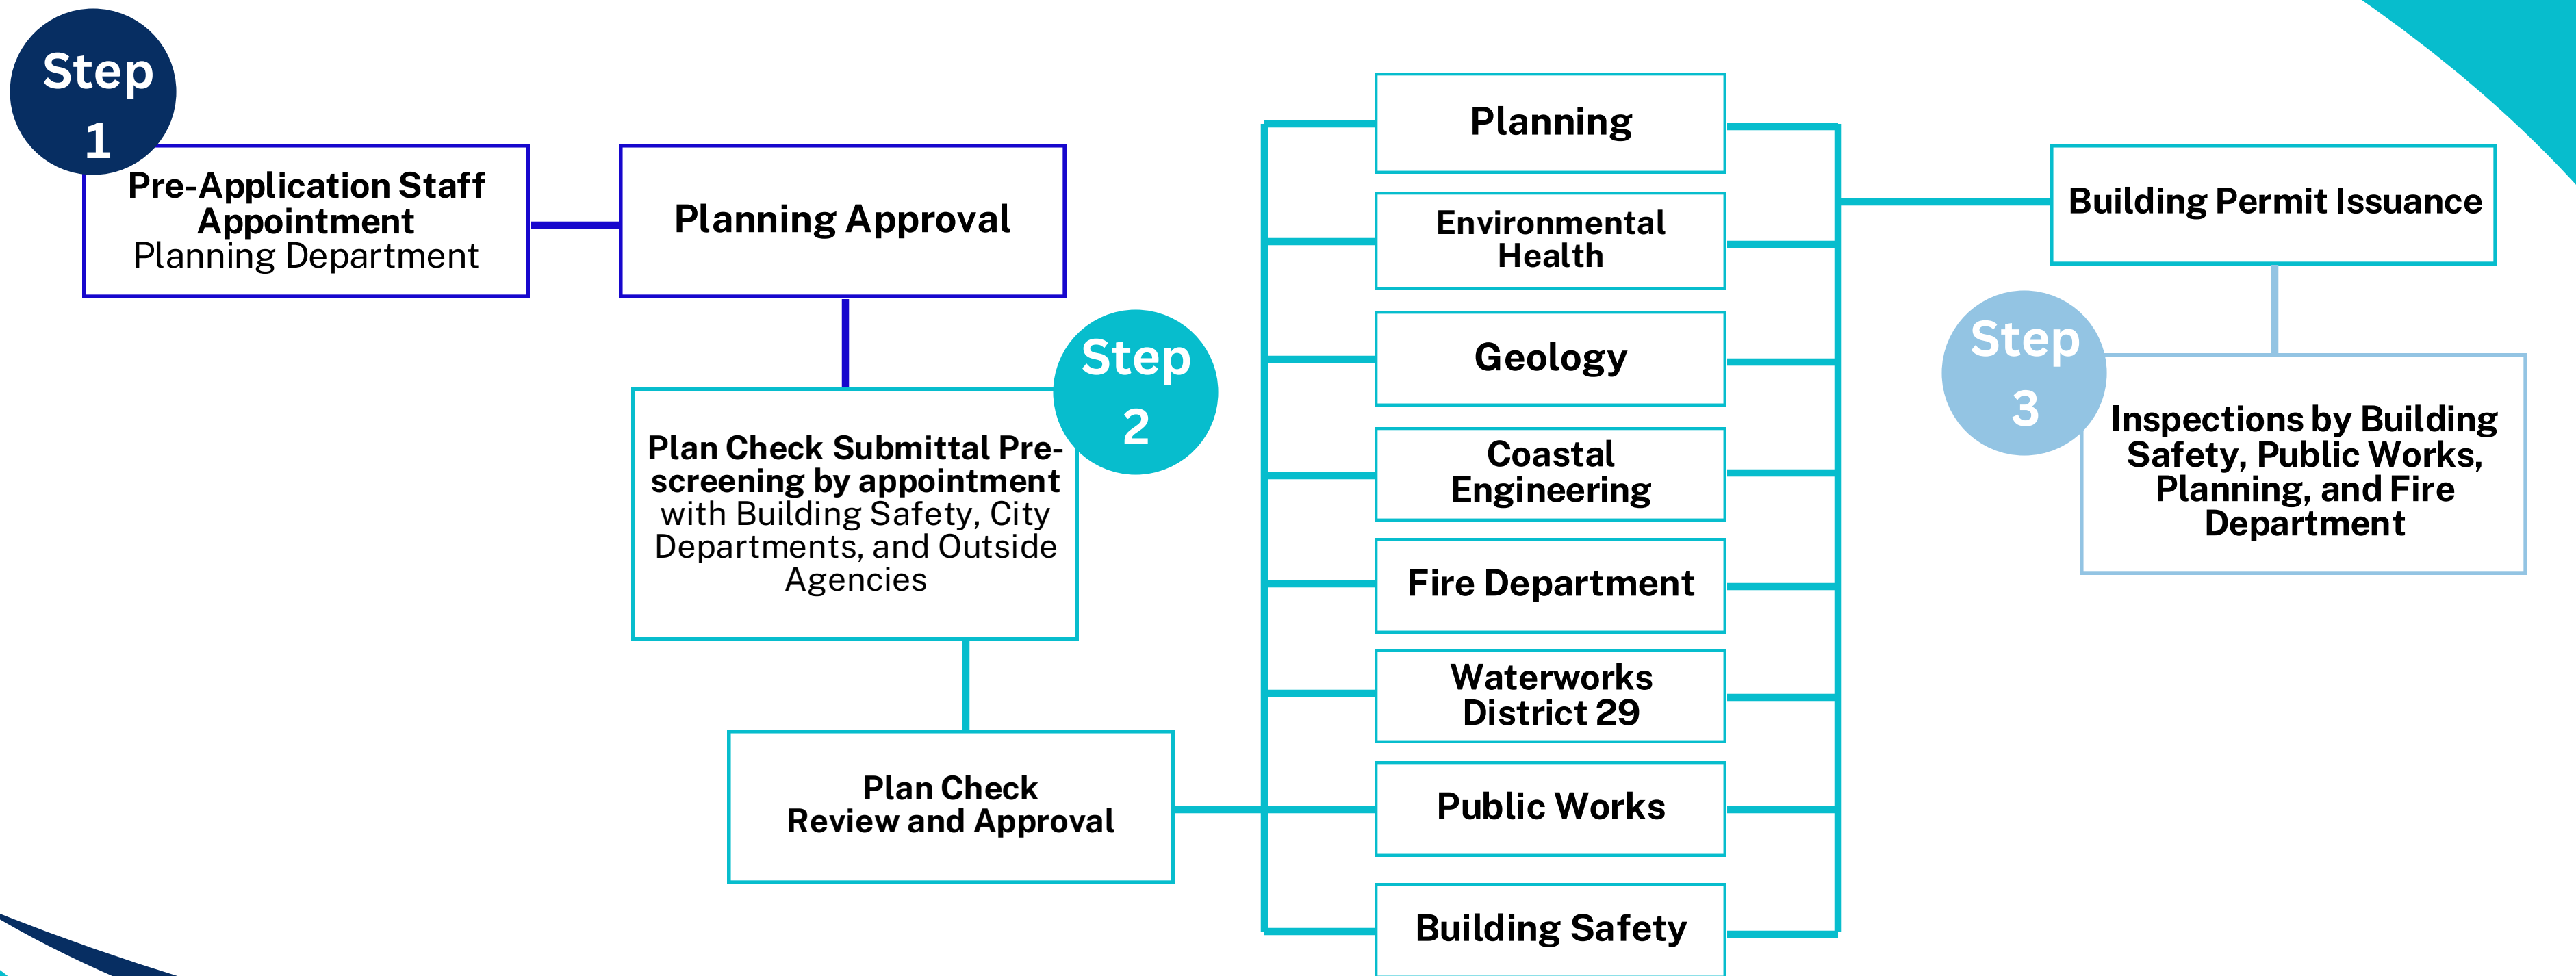 Step
1
Pre-Application Staff
Appointment
Planning Department
Planning Approval
Step
2
Plan Check Submittal Pre-
screening by appointment
with Building Safety, City
Departments, and Outside
Agencies
Plan Check
Review and Approval
Planning
Environmental
Health
Geology
Coastal
Engineering
Fire Department
Waterworks
District 29
Public Works
Building Safety
Building Permit Issuance
Step
3
Inspections by Building
Safety, Public Works,
Planning, and Fire
Department